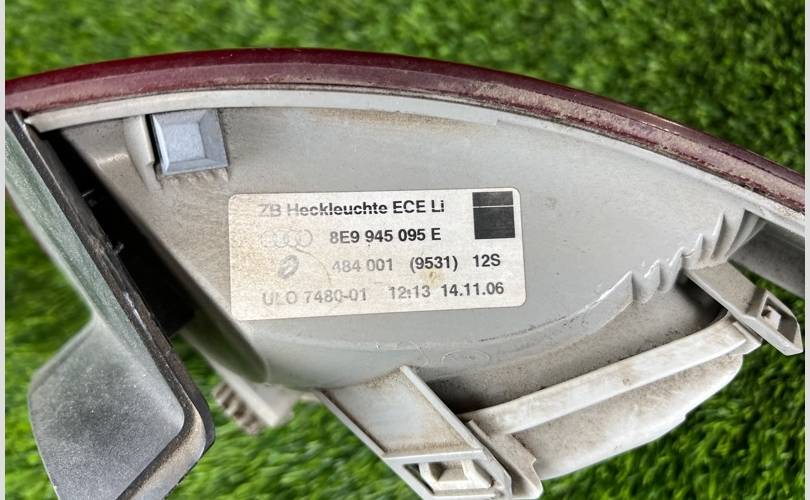 ZB Heckleuchte ECE Li
8E9 945 095 E
484 001 (9531) 12S
ULO 7480-01 12:13 14.11.06